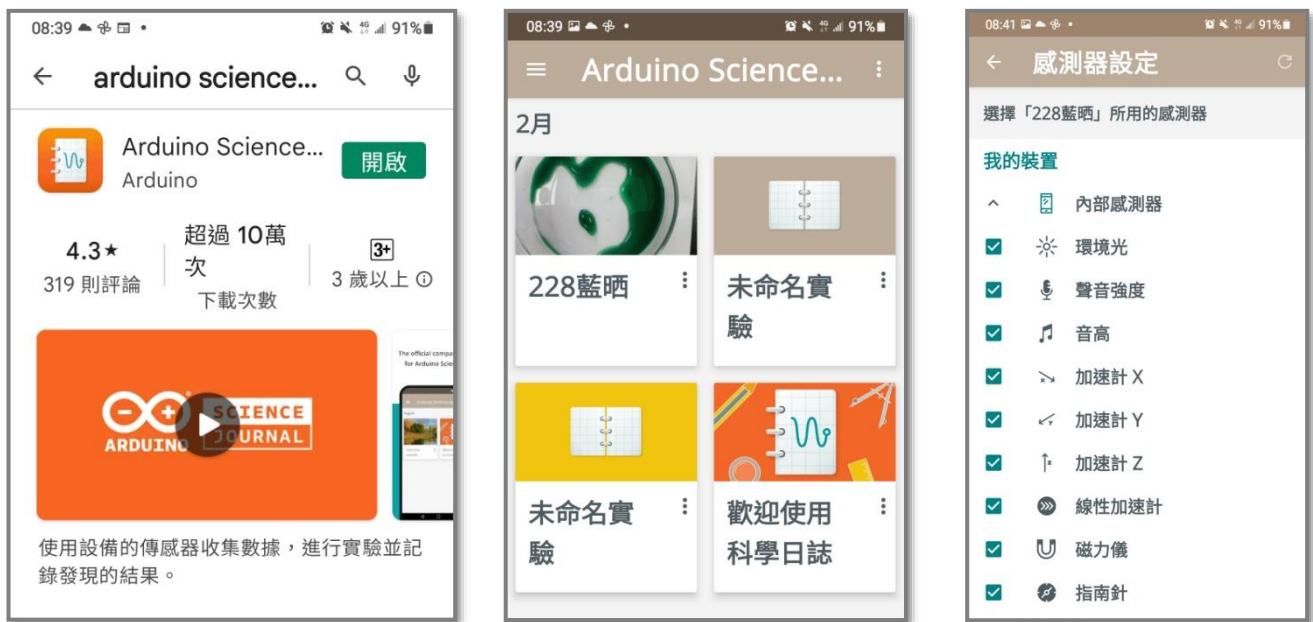 08:39
91%
arduino science...
Arduino Science...
Arduino
開啟
4.3★
319 則評論
超過 10萬
次
下載次數
3+
3 歲以上
ARDUINO
SCIENCE
JOURNAL
The official compa
for Arduino Scie
使用設備的傳感器收集數據，進行實驗並記
錄發現的結果。
08:39
91%
Arduino Science...
2月
228藍晒
未命名實
驗
未命名實
驗
歡迎使用
科學日誌
08:41
91%
感測器設定
選擇「228藍晒」所用的感測器
我的裝置
內部感測器
環境光
聲音強度
音高
加速計 X
加速計 Y
加速計 Z
線性加速計
磁力儀
指南針